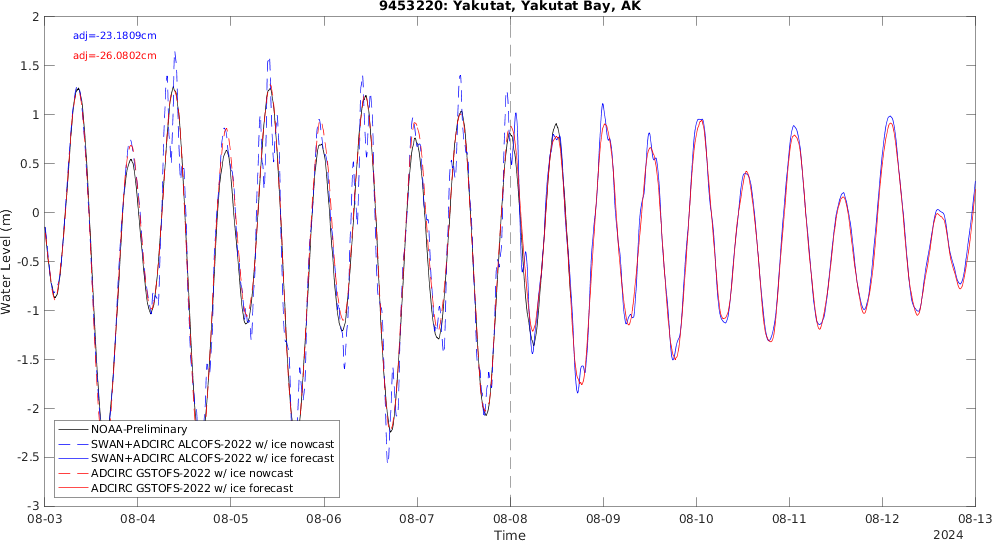 9453220: Yakutat, Yakutat Bay, AK
adj=-23.1809cm
adj=-26.0802cm
Water Level (m)
2
1.5
1
0.5
0
-0.5
-1
-1.5
-2
-2.5
-3
NOAA-Preliminary
SWAN+ADCIRC ALCOFS-2022 w/ ice nowcast
SWAN+ADCIRC ALCOFS-2022 w/ ice forecast
ADCIRC GSTOFS-2022 w/ ice nowcast
ADCIRC GSTOFS-2022 w/ ice forecast
08-03 08-04 08-05 08-06 08-07 08-08 08-09 08-10 08-11 08-12 08-13
Time
2024